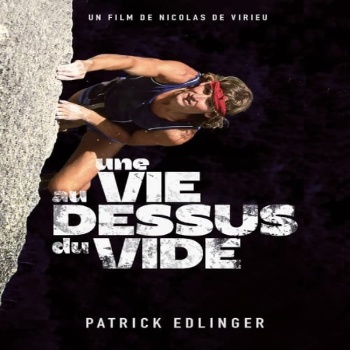 UN FILM DE NICOLAS DE VIRIEU
une
au VIE
DESSUS
du VIDE
PATRICK EDLINGER